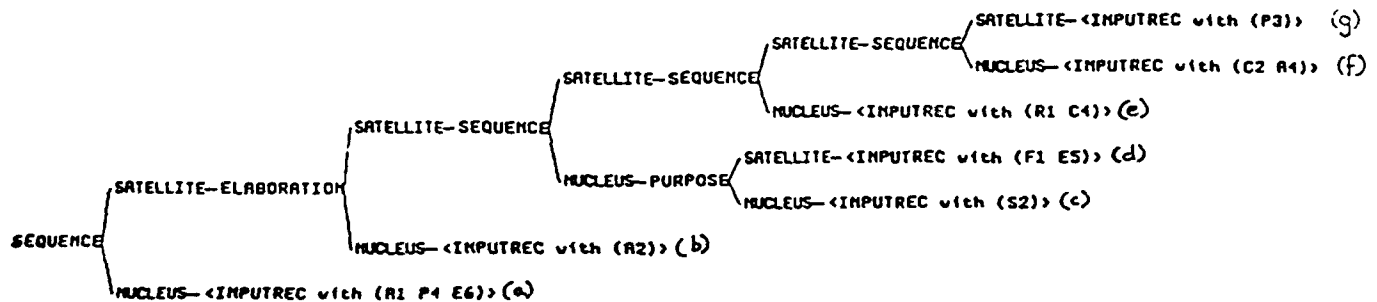 SATELLITE-<INPUTREC with (P3)> (g)
SATELLITE-SEQUENCE
NUCLEUS-<INPUTREC with (C2 A4)> (f)
SATELLITE-SEQUENCE
NUCLEUS-<INPUTREC with (R1 C4)> (e)
SATELLITE-SEQUENCE
SATELLITE-<INPUTREC with (F1 E5)> (d)
NUCLEUS-PURPOSE
NUCLEUS-<INPUTREC with (S2)> (c)
SATELLITE-ELABORATION
NUCLEUS-<INPUTREC with (A2)> (b)
SEQUENCE
NUCLEUS-<INPUTREC with (A1 P4 E6)> (a)